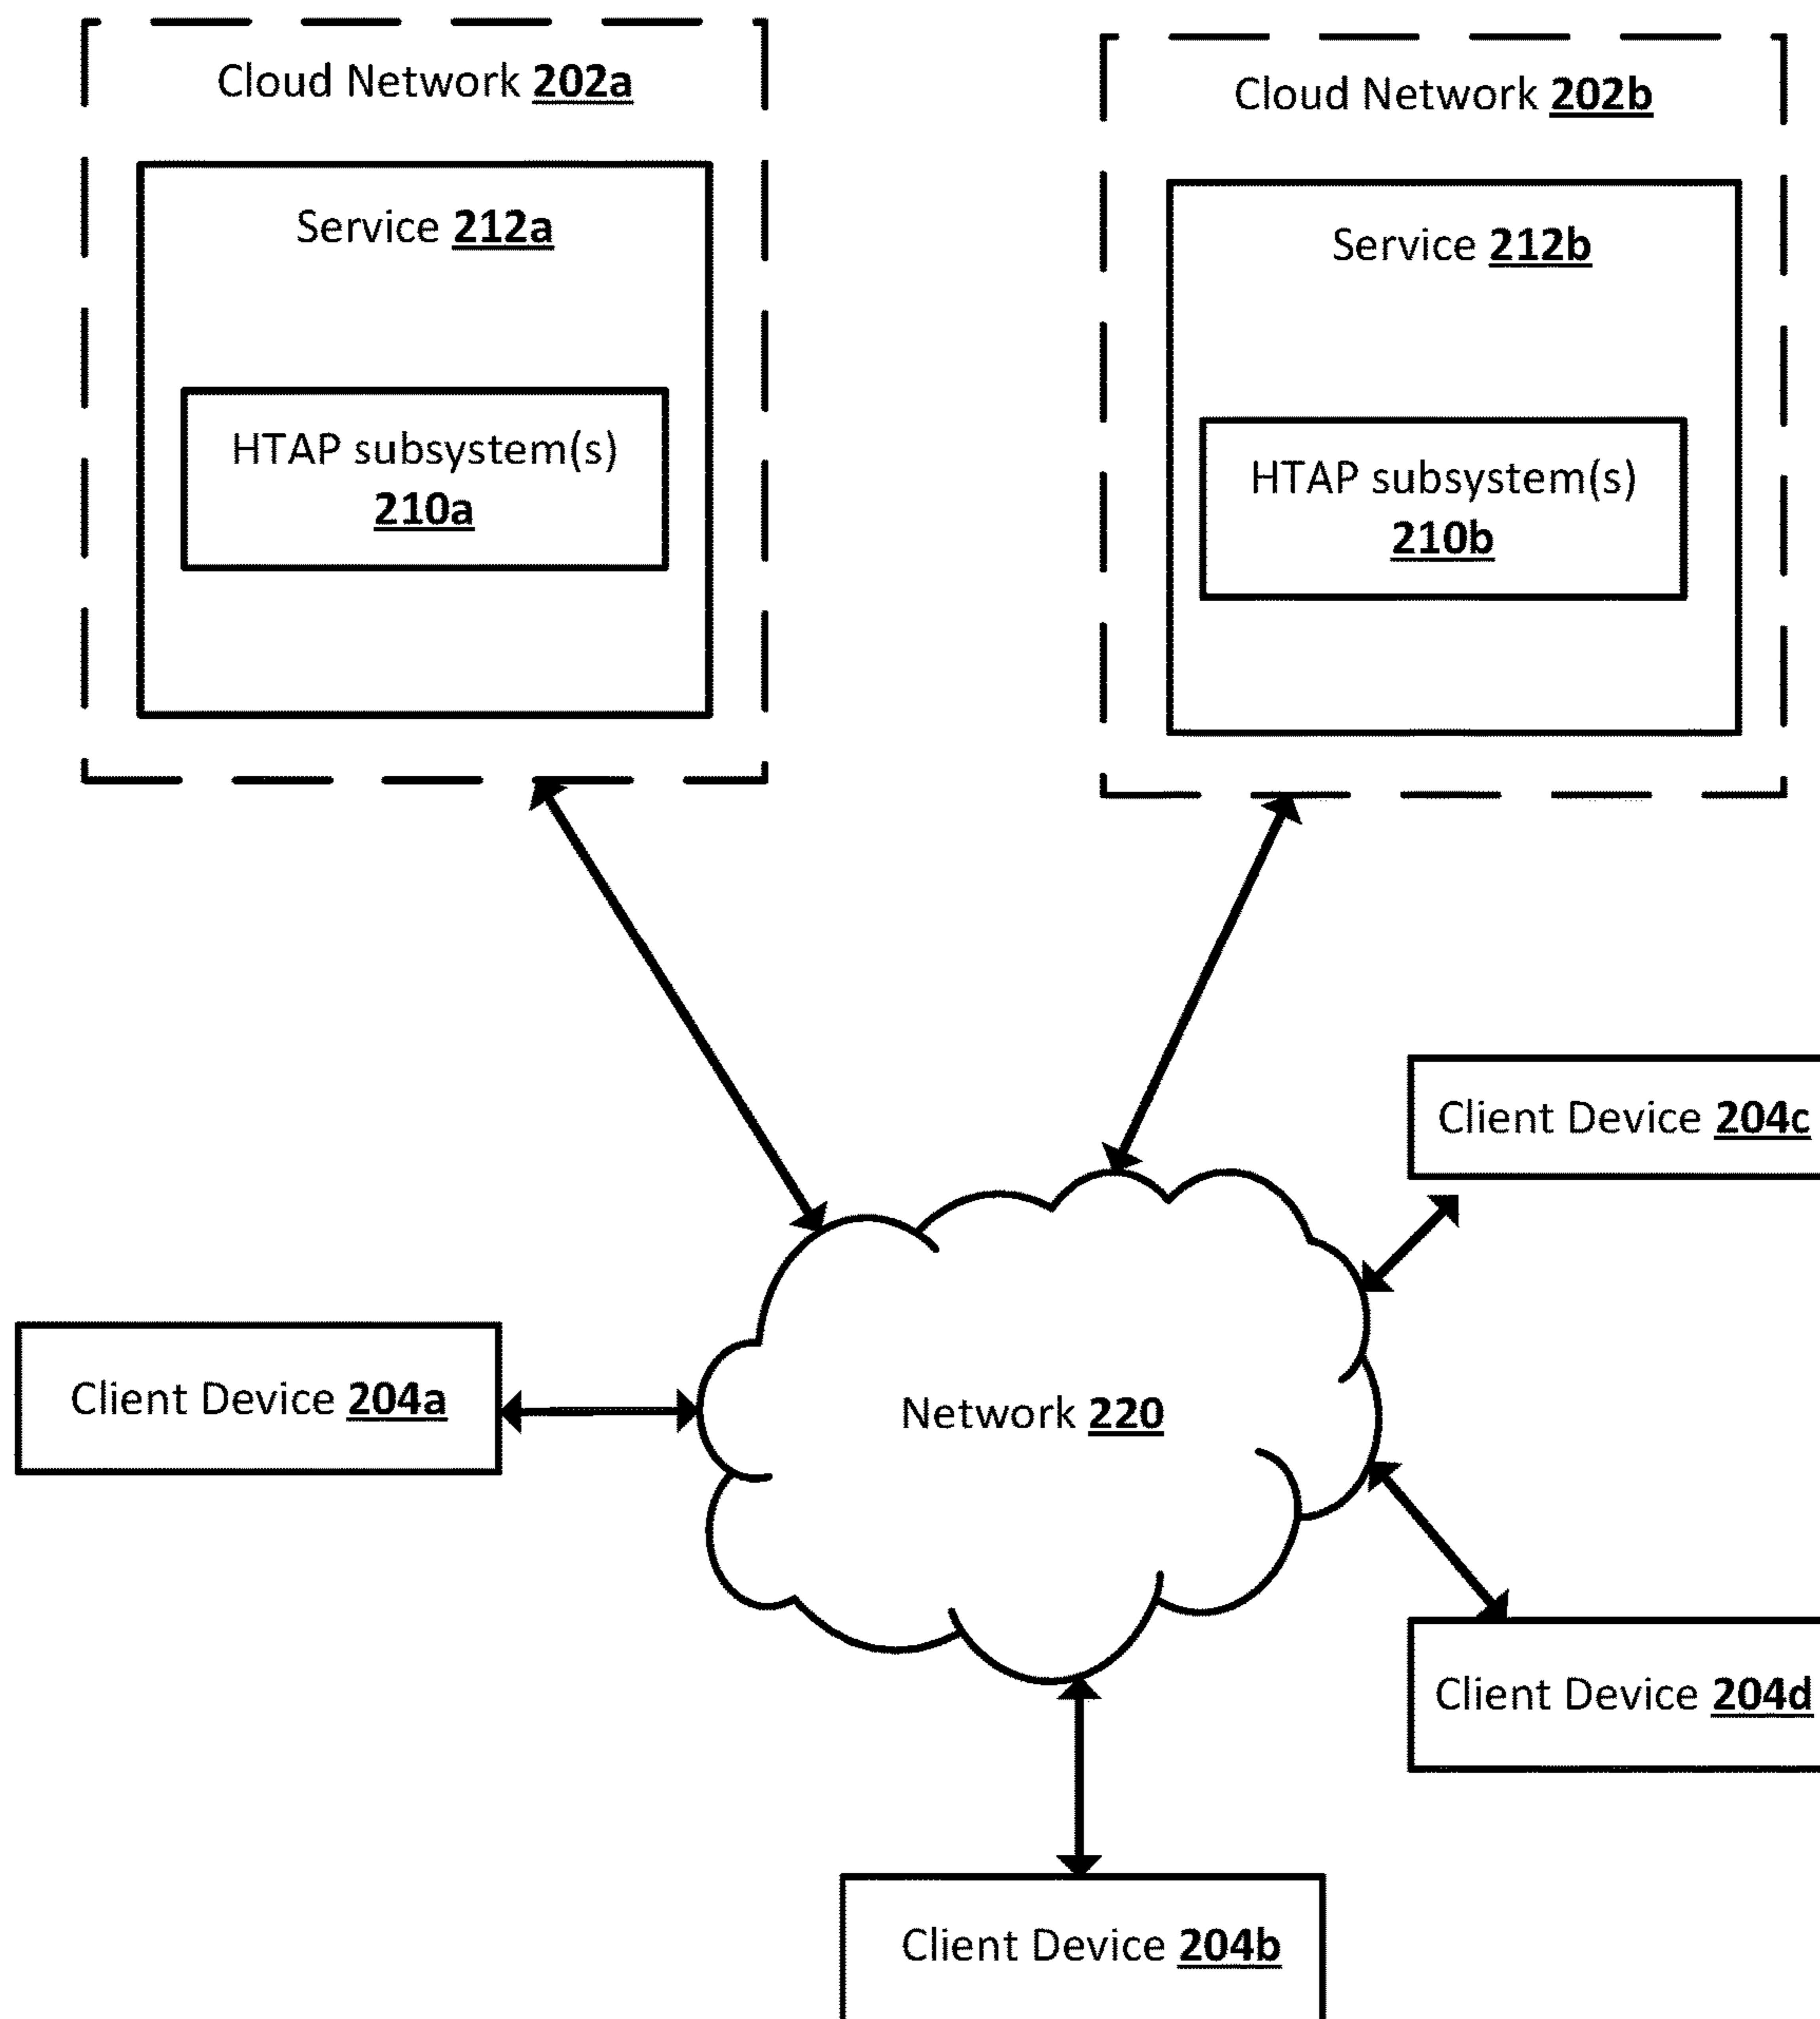 Cloud Network 202a
Service 212a
HTAP subsystem(s)
210a
Cloud Network 202b
Service 212b
HTAP subsystem(s)
210b
Client Device 204c
Client Device 204a
Network 220
Client Device 204d
Client Device 204b